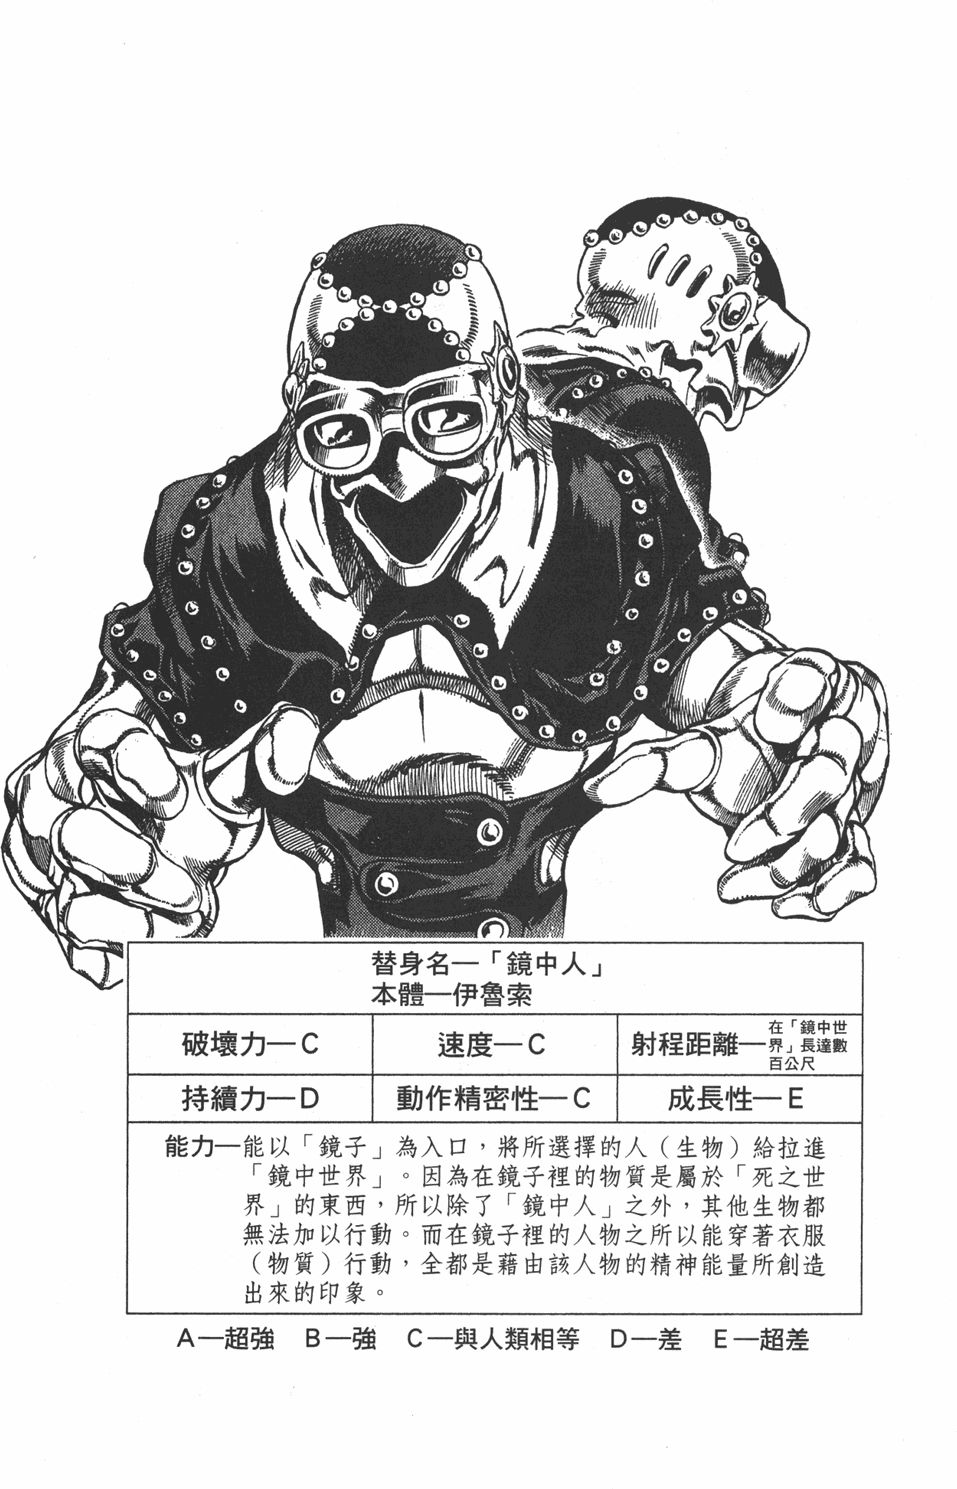 替身名—「鏡中人」
本體—伊魯索
破壞力—C
速度—C
射程距離—在「鏡中世
界」長達數
百公尺
持續力—D
動作精密性—C
成長性—E
能力—能以「鏡子」為入口，將所選擇的人（生物）給拉進
「鏡中世界」。因為在鏡子裡的物質是屬於「死之世
界」的東西，所以除了「鏡中人」之外，其他生物都
無法加以行動。而在鏡子裡的人物之所以能穿著衣服
（物質）行動，全都是藉由該人物的精神能量所創造
出來的印象。
A—超強 B—強 C—與人類相等 D—差 E—超差